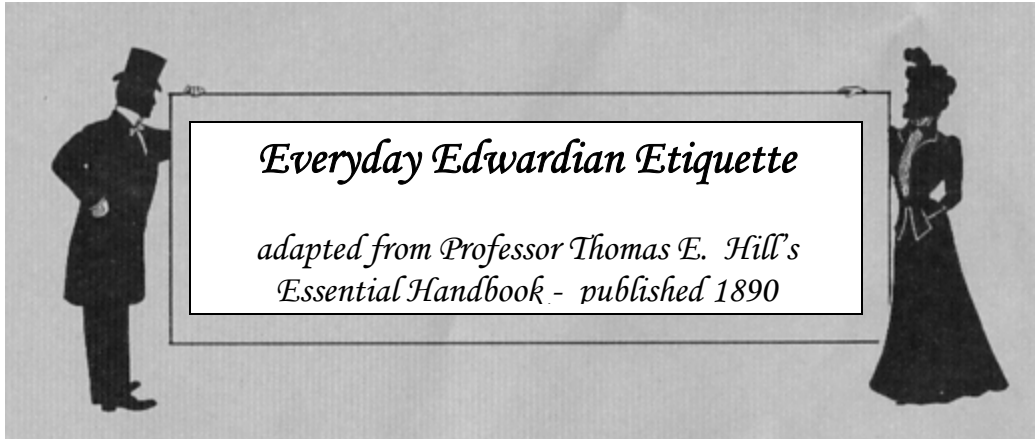 Everyday Edwardian Etiquette
adapted from Professor Thomas E. Hill's
Essential Handbook - published 1890